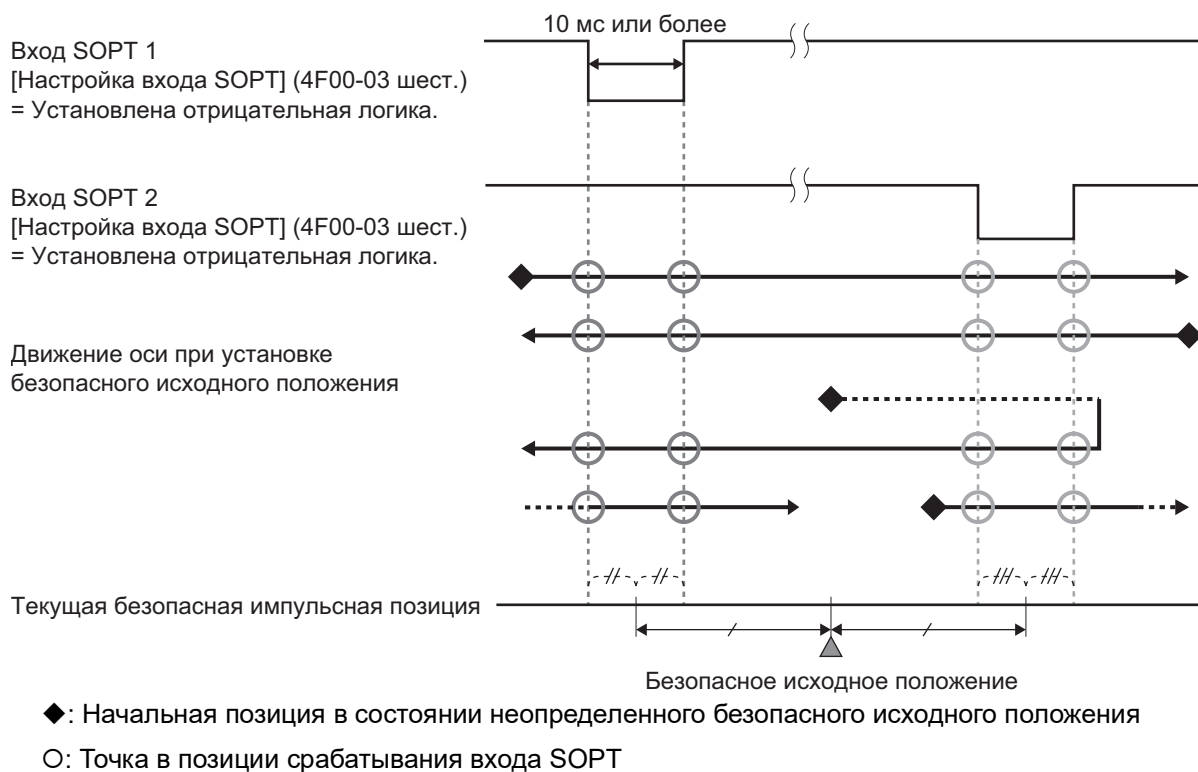 10 мс или более
Вход SOPT 1
[Настройка входа SOPT] (4F00-03 шест.)
= Установлена отрицательная логика.
Вход SOPT 2
[Настройка входа SOPT] (4F00-03 шест.)
= Установлена отрицательная логика.
Движение оси при установке
безопасного исходного положения
Текущая безопасная импульсная позиция
Безопасное исходное положение
◆: Начальная позиция в состоянии неопределенного безопасного исходного положения
○: Точка в позиции срабатывания входа SOPT